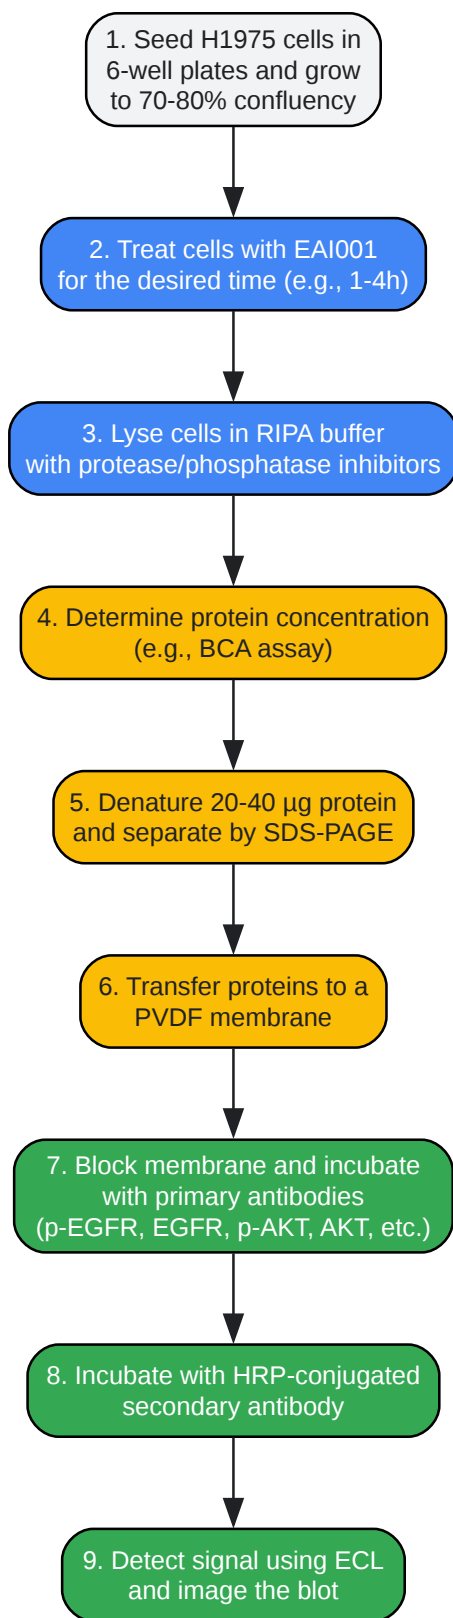 1. Seed H1975 cells in
6-well plates and grow
to 70-80% confluency
2. Treat cells with EAI001
for the desired time (e.g., 1-4h)
3. Lyse cells in RIPA buffer
with protease/phosphatase inhibitors
4. Determine protein concentration
(e.g., BCA assay)
5. Denature 20-40 µg protein
and separate by SDS-PAGE
6. Transfer proteins to a
PVDF membrane
7. Block membrane and incubate
with primary antibodies
(p-EGFR, EGFR, p-AKT, AKT, etc.)
8. Incubate with HRP-conjugated
secondary antibody
9. Detect signal using ECL
and image the blot